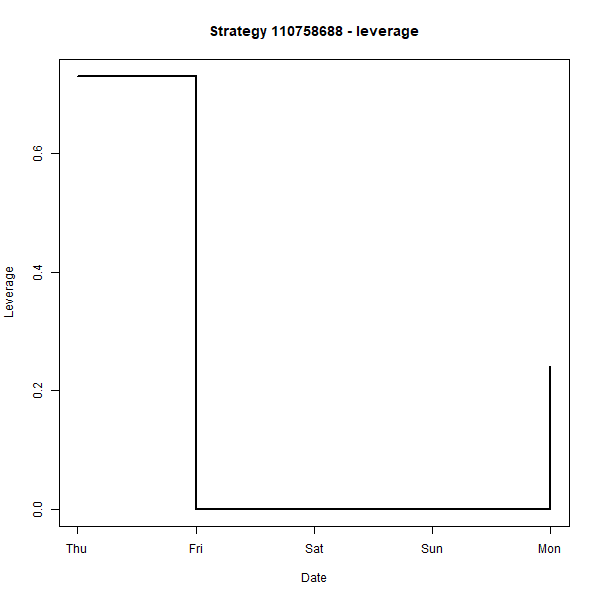 Strategy 110758688 - leverage
Leverage
0.6
0.4
0.2
0.0
Thu Fri Sat Sun Mon
Date